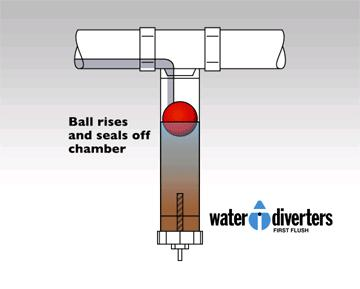 Ball rises
and seals off
chamber
water diverters
FIRST FLUSH